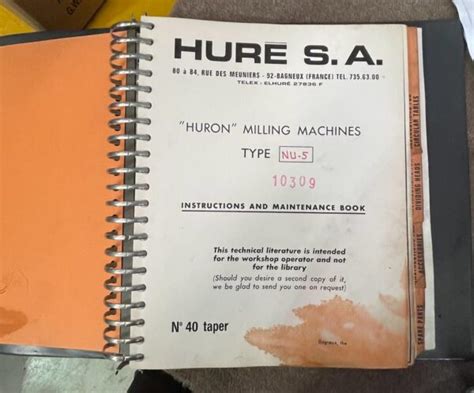 HURE S.A.
80 à 84, RUE DES MEUNIERS - 92-BAGNEUX (FRANCE) TEL. 735.63.00
TELEX - ELHURÉ 27836 F
"HURON" MILLING MACHINES
TYPE NU-5
10309
INSTRUCTIONS AND MAINTENANCE BOOK
This technical literature is intended
for the workshop operator and not
for the library
(Should you desire a second copy of it,
we be glad to send you one on request)
N° 40 taper
CIRCULAR TABLES
DIVIDING HEADS
ACCESSORIES
SPARE PARTS